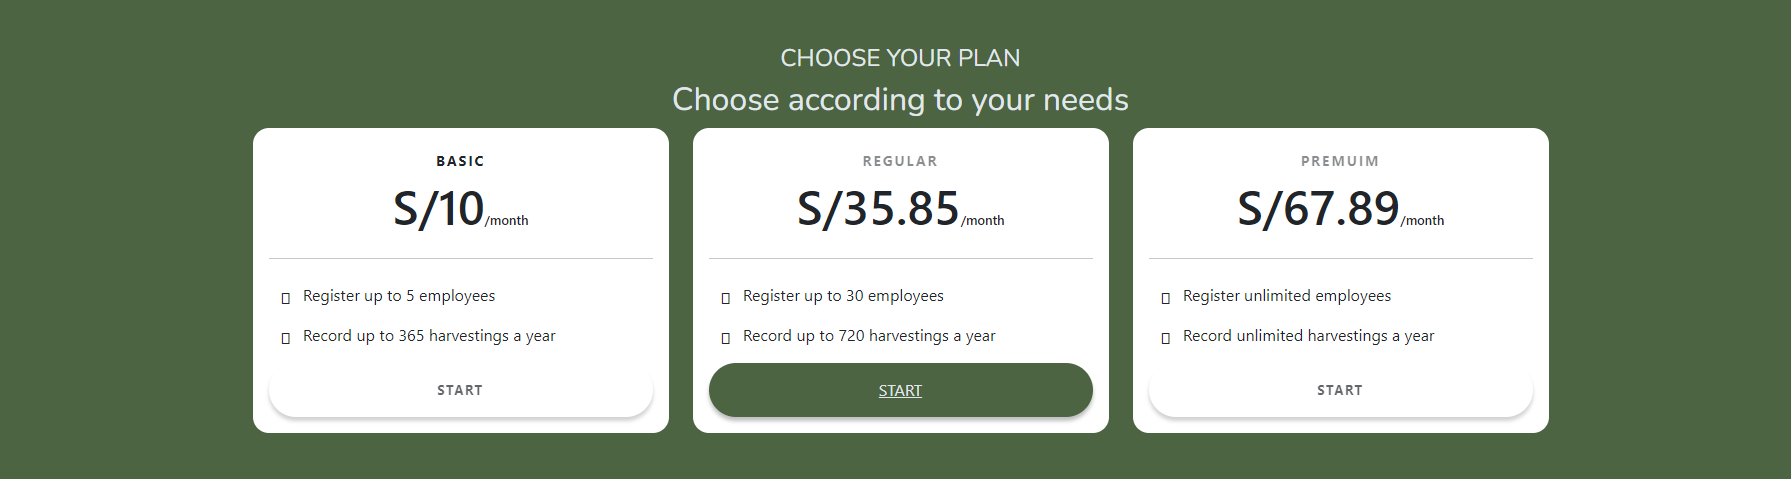 CHOOSE YOUR PLAN
Choose according to your needs
BASIC
S/10/month
Register up to 5 employees
Record up to 365 harvestings a year
START
REGULAR
S/35.85/month
Register up to 30 employees
Record up to 720 harvestings a year
START
PREMUIM
S/67.89/month
Register unlimited employees
Record unlimited harvestings a year
START